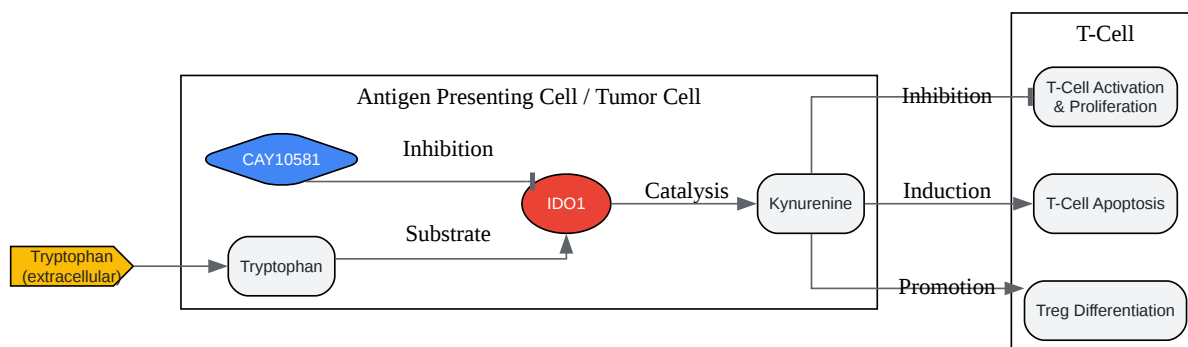 T-Cell
Antigen Presenting Cell / Tumor Cell
Inhibition
T-Cell Activation
& Proliferation
CAY10581
Inhibition
IDO1
Catalysis
Kynurenine
Induction
T-Cell Apoptosis
Substrate
Tryptophan
(extracellular)
Tryptophan
Promotion
Treg Differentiation